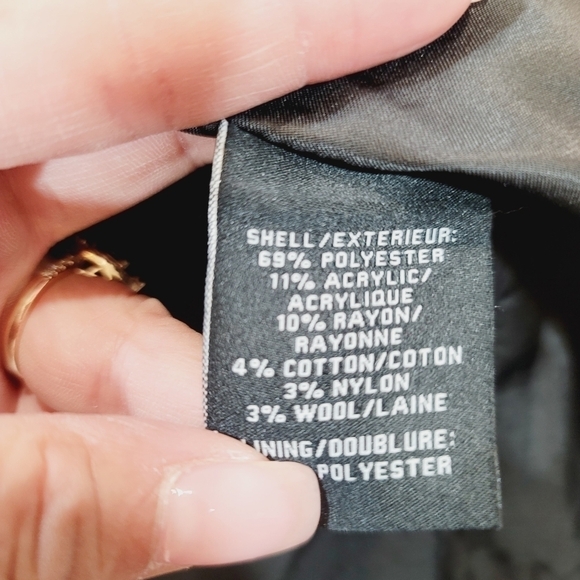 SHELL/EXTERIEUR:
69% POLYESTER
11% ACRYLIC/
ACRYLIQUE
10% RAYON/
RAYONNE
4% COTTON/COTON
3% NYLON
3% WOOL/LAINE
LINING/DOUBLURE:
POLYESTER